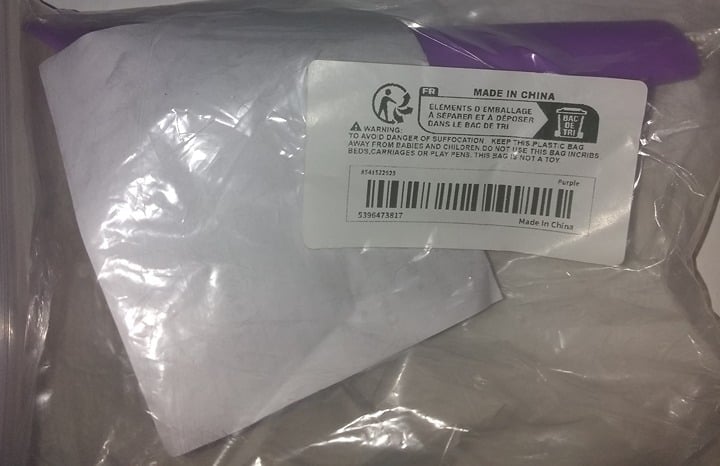 FR MADE IN CHINA
ÉLÉMENTS D'EMBALLAGE
À SÉPARER ET À DÉPOSER
DANS LE BAC DE TRI
BAC
DE
TRI
WARNING:
TO AVOID DANGER OF SUFFOCATION KEEP THIS PLASTIC BAG
AWAY FROM BABIES AND CHILDREN DO NOT USE THIS BAG INCRIBS
BEDS,CARRIAGES OR PLAY PENS. THIS BAG IS NOT A TOY
Purple
5396473817
Made In China